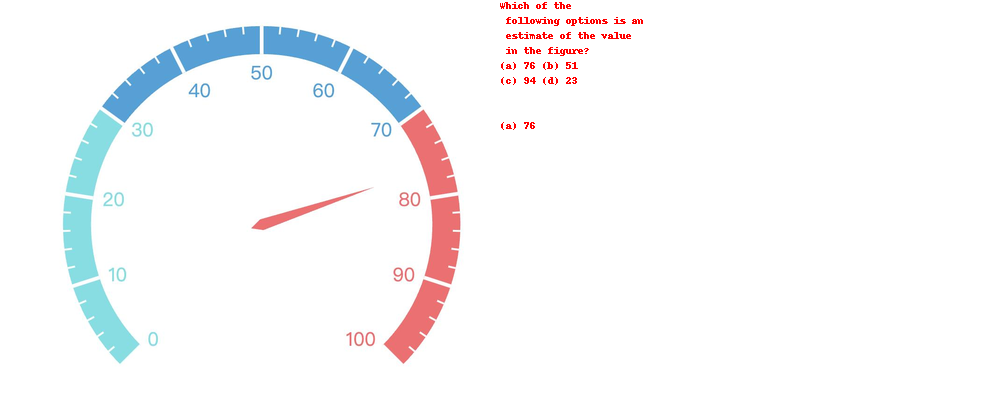 Which of the
following options is an
estimate of the value
in the figure?
(a) 76 (b) 51
(c) 94 (d) 23
(a) 76
50
40 60
30 70
20 80
10 90
0 100